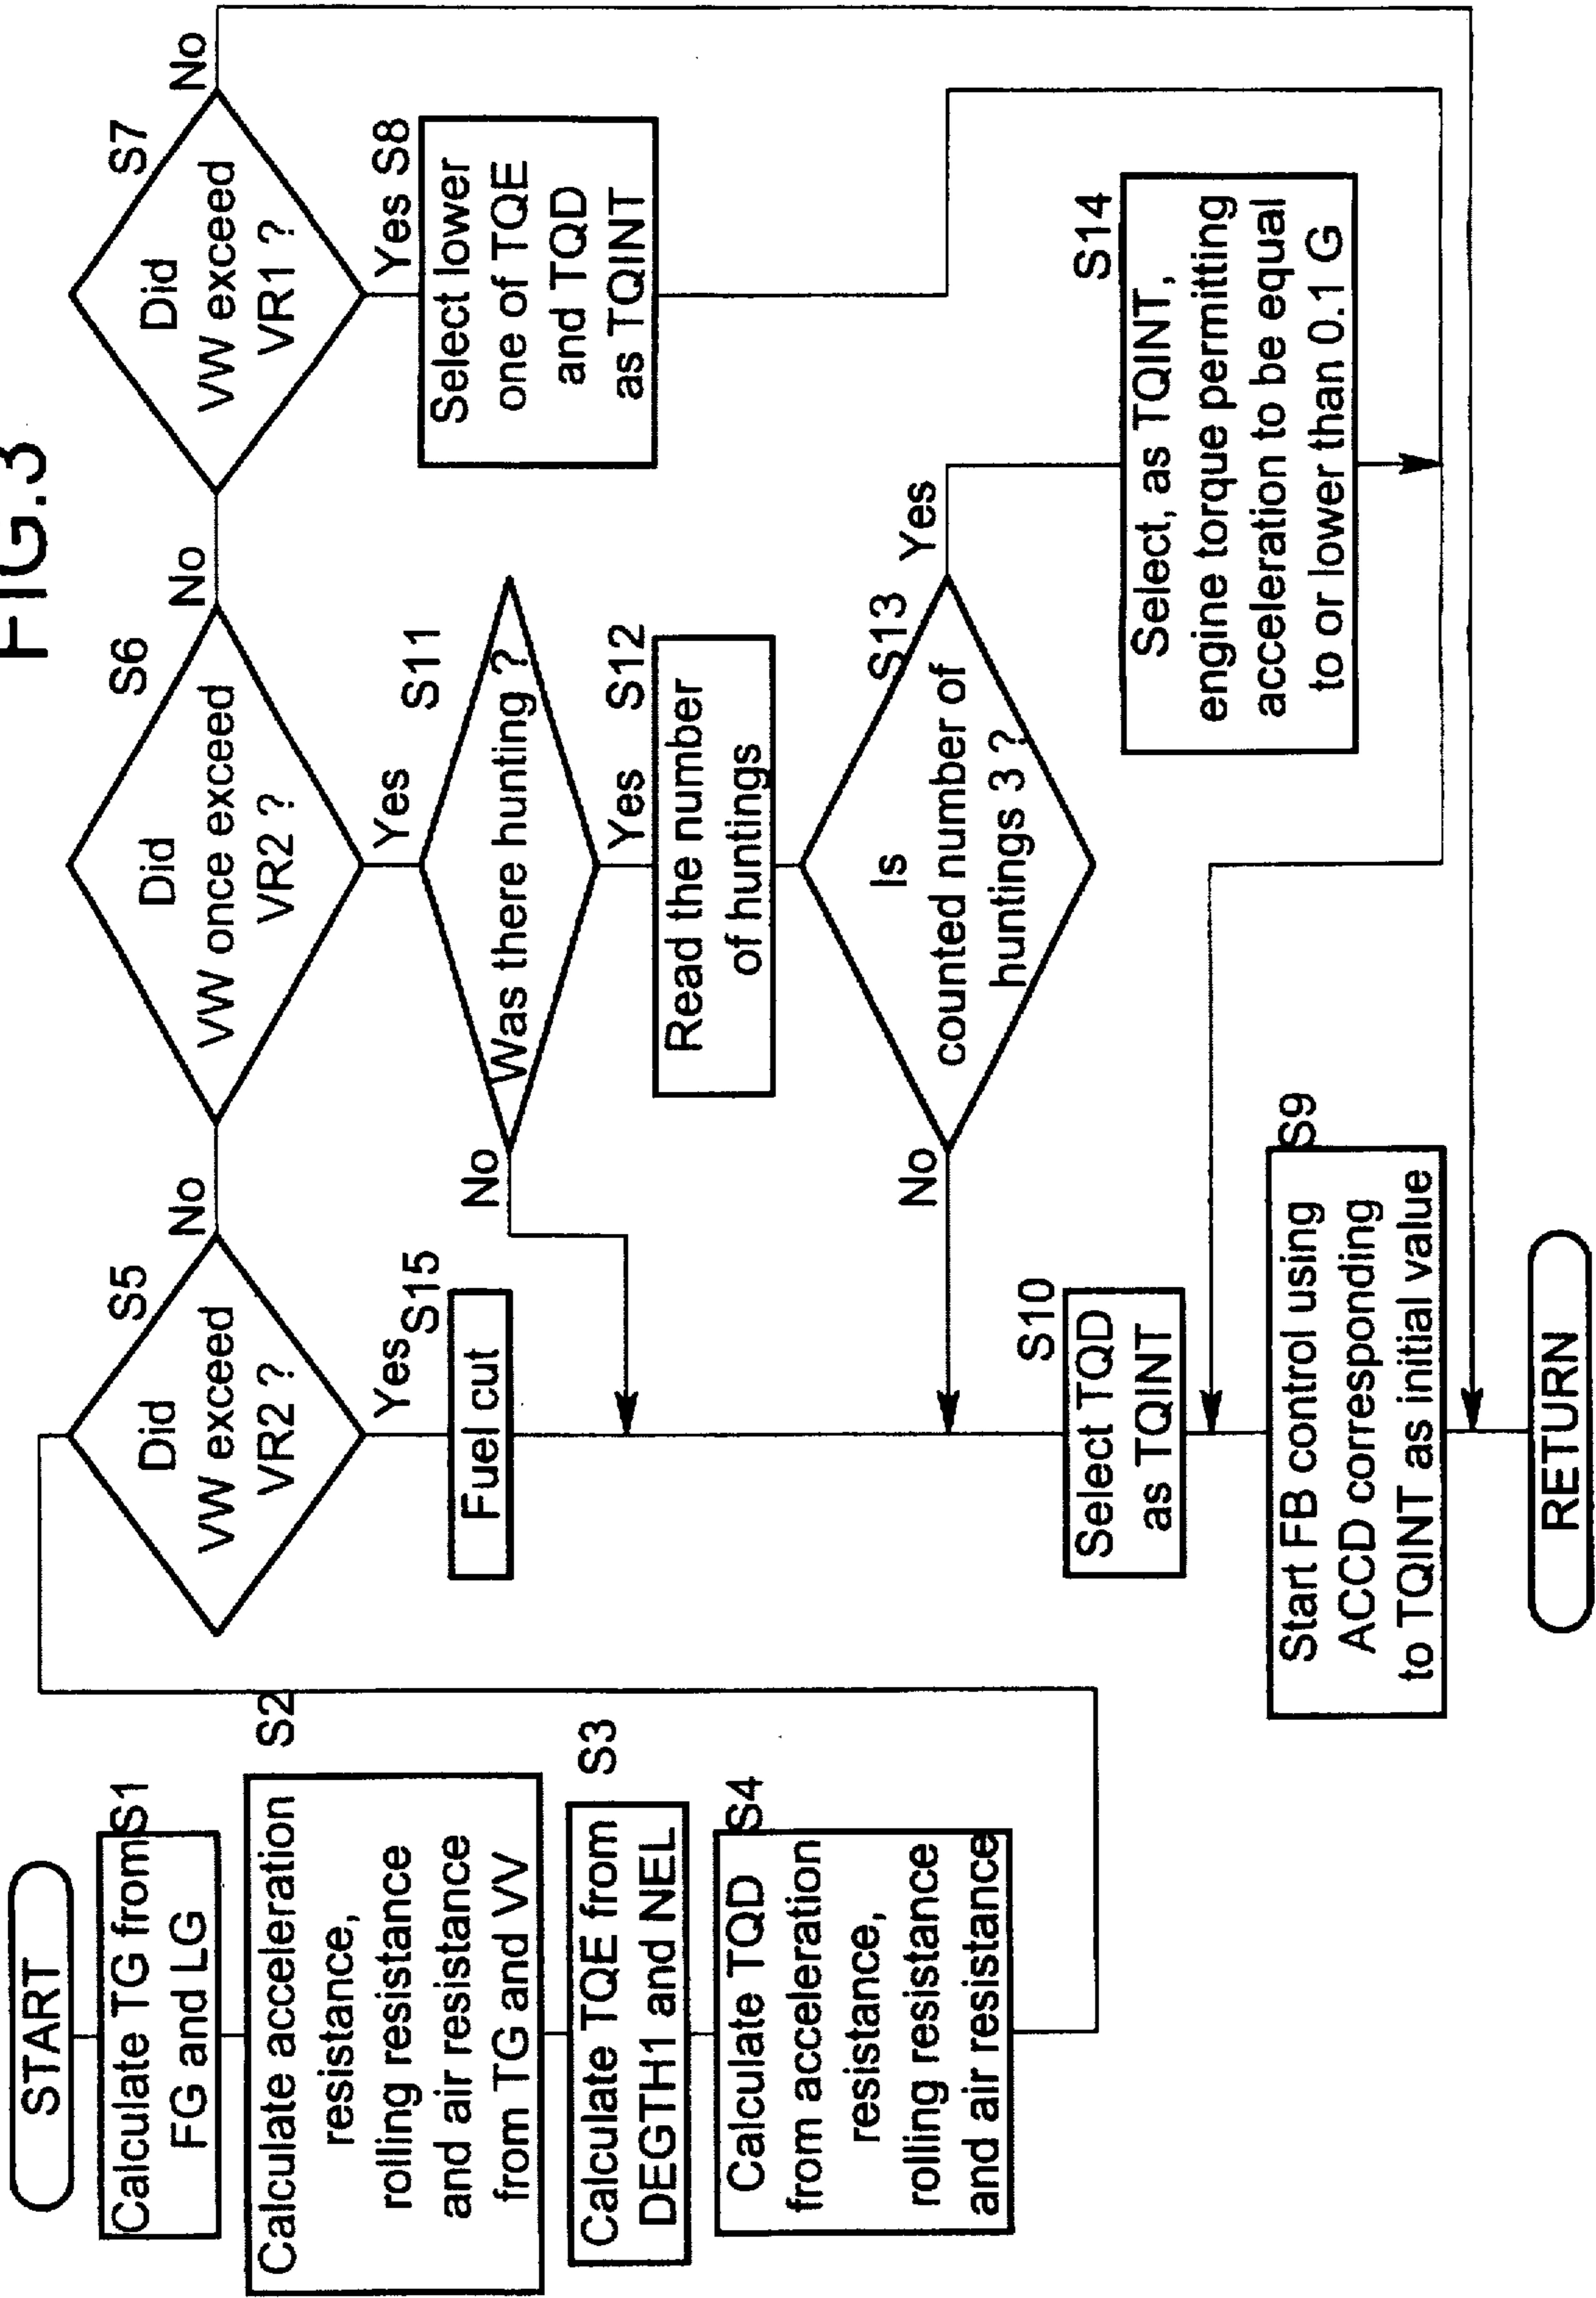 FIG.3
START
S1
Calculate TG from
FG and LG
S2
Calculate acceleration
resistance,
rolling resistance
and air resistance
from TG and VV
S3
Calculate TQE from
DEGTH1 and NEL
S4
Calculate TQD
from acceleration
resistance,
rolling resistance
and air resistance
S5
Did
VW exceed
VR2 ?
No
Yes
S15
Fuel cut
S6
Did
VW once exceed
VR2 ?
No
Yes
S7
Did
VW exceed
VR1 ?
No
Yes
S8
Select lower
one of TQE
and TQD
as TQINT
S11
Was there hunting ?
No
Yes
S12
Read the number
of huntings
S13
Is
counted number of
huntings 3 ?
No
Yes
S14
Select, as TQINT,
engine torque permitting
acceleration to be equal
to or lower than 0.1 G
S10
Select TQD
as TQINT
S9
Start FB control using
ACCD corresponding
to TQINT as initial value
RETURN